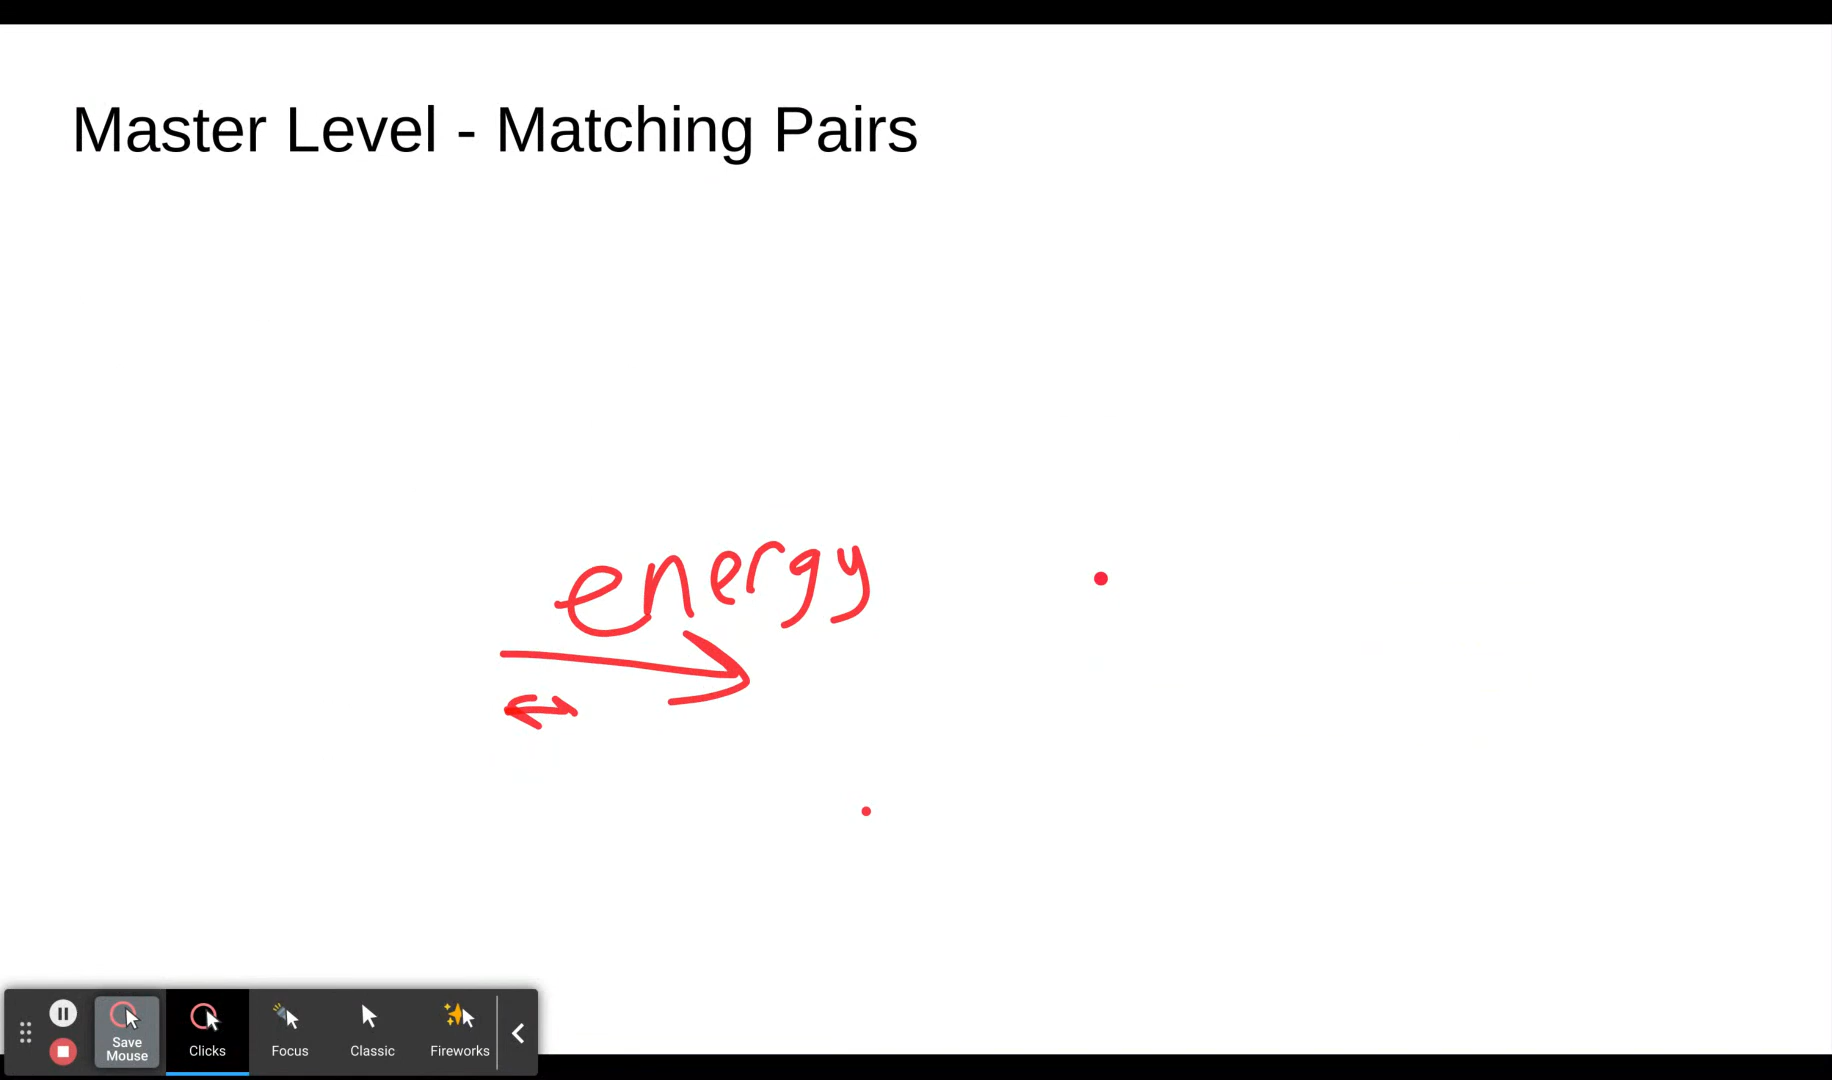 Master Level - Matching Pairs
energy
Save Mouse
Clicks
Focus
Classic
Fireworks